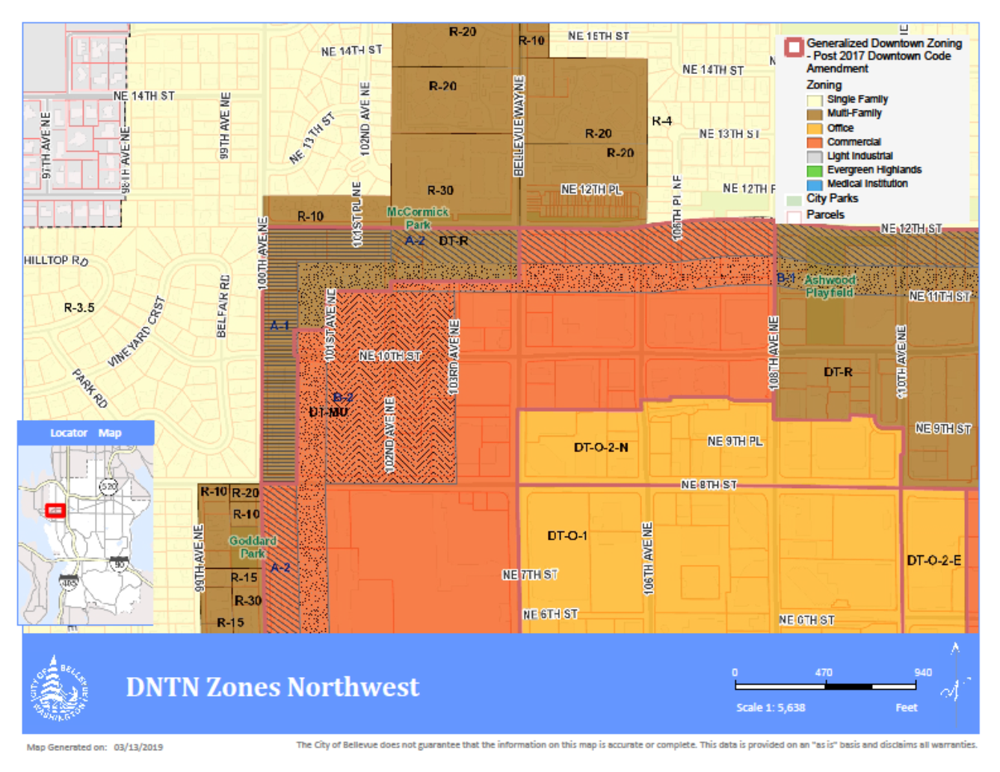 R-20
R-10
NE 15TH ST
NE 14TH ST
NE 14TH ST
R-20
NE 14TH ST
97TH AVE NE
98TH AVE NE
99TH AVE NE
NE 13TH ST
102ND AVE NE
BELLEVUE WAY NE
R-4
R-20
R-20
NE 13TH ST
R-30
NE 12TH PL
106TH PL NE
NE 12TH P
Generalized Downtown Zoning
- Post 2017 Downtown Code
Amendment
Zoning
Single Family
Multi-Family
Office
Commercial
Light Industrial
Evergreen Highlands
Medical Institution
City Parks
Parcels
R-10
101ST PL NE
McCormick
Park
NE 12TH ST
100TH AVE NE
A-2
DT-R
HILLTOP RD
B-1
Ashwood
Playfield
NE 11TH ST
R-3.5
VINEYARD CRST
BELFAIR RD
A-1
101ST AVE NE
NE 10TH ST
103RD AVE NE
108TH AVE NE
110TH AVE NE
DT-R
PARK RD
B-2
DT-MU
102ND AVE NE
NE 9TH ST
DT-O-2-N
NE 9TH PL
Locator Map
520
90
405
NE 8TH ST
R-10
R-20
R-10
Goddard
Park
99TH AVE NE
A-2
R-15
R-30
R-15
DT-O-1
106TH AVE NE
DT-O-2-E
NE 7TH ST
NE 6TH ST
NE 6TH ST
CITY OF BELLEVUE
WASHINGTON
DNTN Zones Northwest
0 470 940
Scale 1: 5,638 Feet
Map Generated on: 03/13/2019
The City of Bellevue does not guarantee that the information on this map is accurate or complete. This data is provided on an "as is" basis and disclaims all warranties.